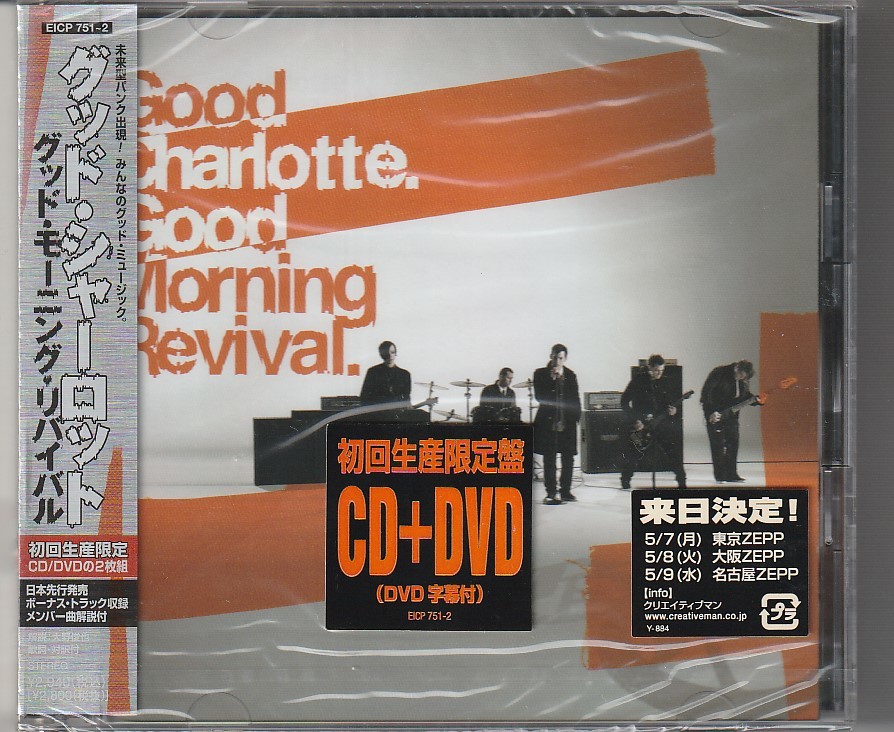 EICP 751~2
未来型パンク出現! みんなのグッド・ミュージック。
グッド・シャーロット
グッド・モーニング・リバイバル
初回生産限定
CD/DVDの2枚組
日本先行発売
ボーナス・トラック収録
メンバー曲解説付
歌詞・対訳付
STEREO
Good
Charlotte.
Good
Morning
Revival.
初回生産限定盤
CD+DVD
(DVD 字幕付)
EICP 751-2
来日決定!
5/7(月) 東京ZEPP
5/8(火) 大阪ZEPP
5/9(水) 名古屋ZEPP
【info】
クリエイティブマン
www.creativeman.co.jp
Y-884
プラ